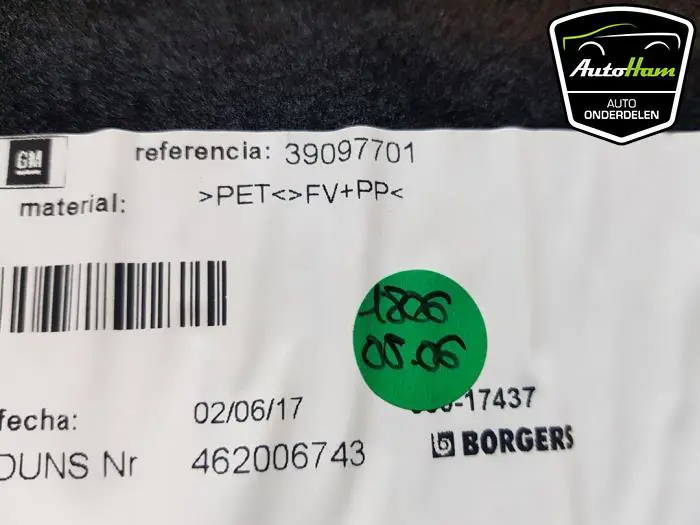 AutoHam
AUTO
ONDERDELEN
GM
referencia: 39097701
material: >PET<>FV+PP<
1806
00.06
fecha: 02/06/17
-17437
DUNS Nr 462006743
BORGERS